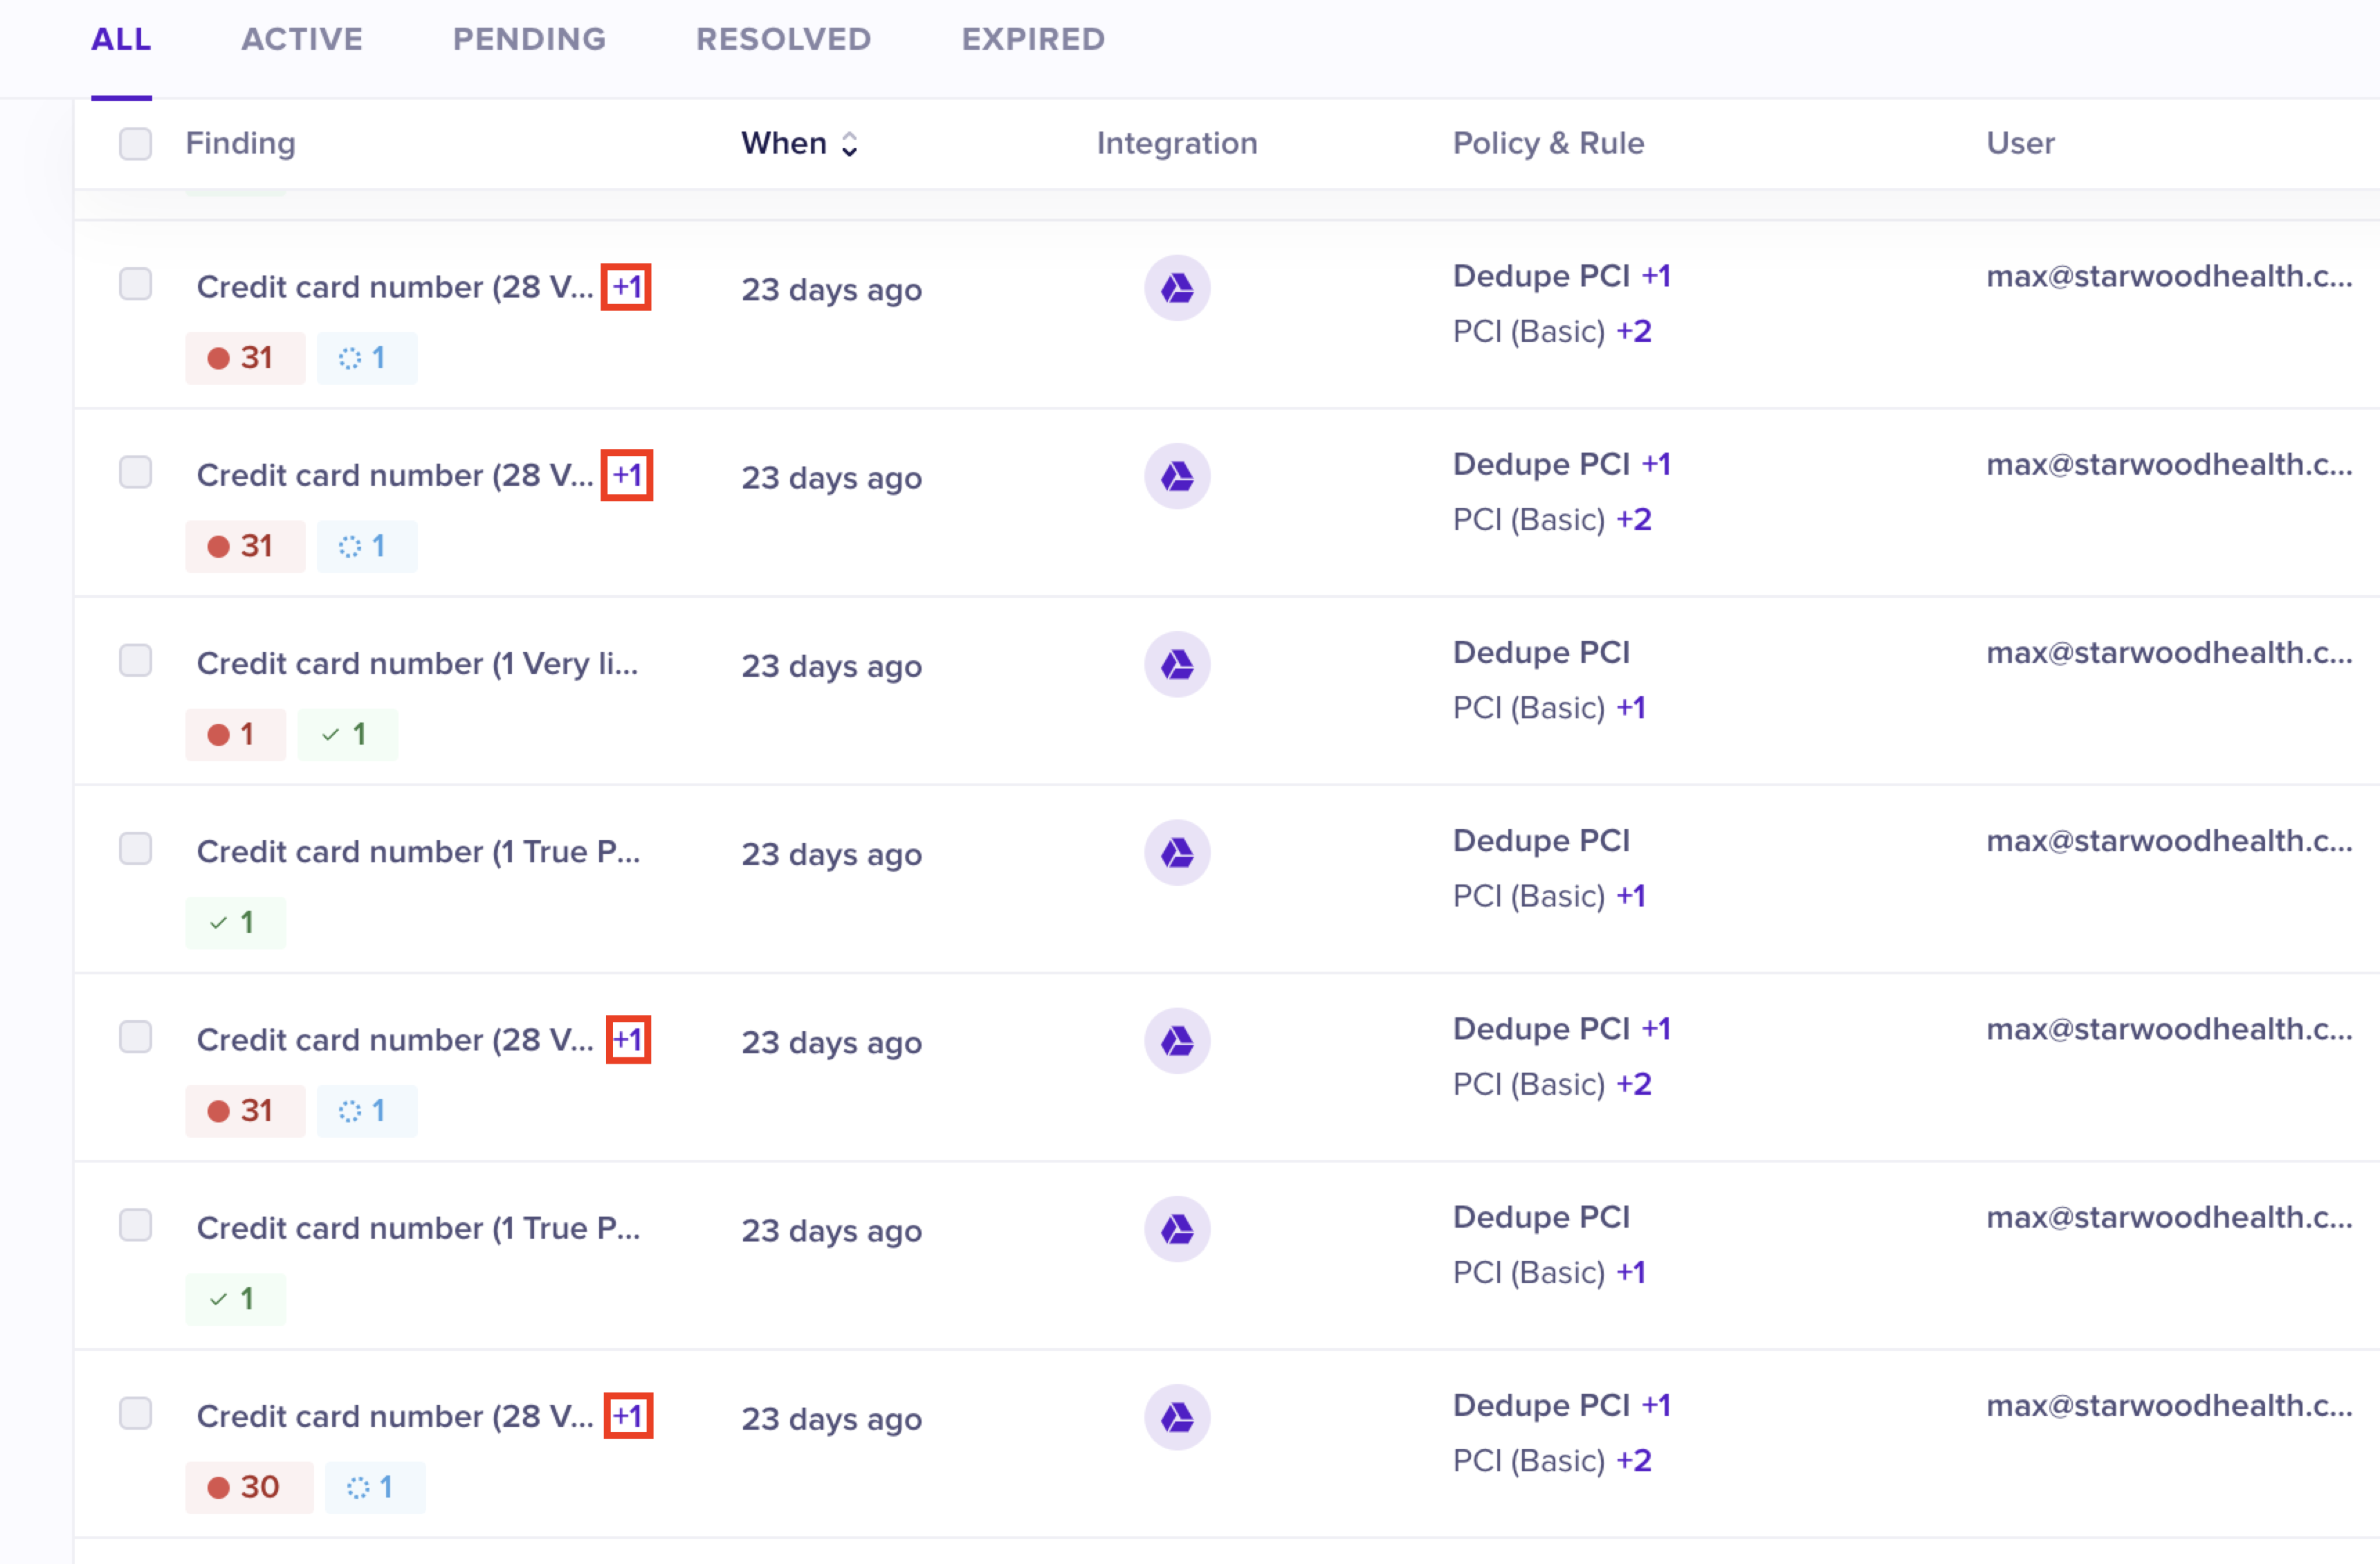 ALL ACTIVE PENDING RESOLVED EXPIRED
Finding When Integration Policy & Rule User
Credit card number (28 V... +1 23 days ago Dedupe PCI +1 max@starwoodhealth.c...
PCI (Basic) +2
31 1
Credit card number (28 V... +1 23 days ago Dedupe PCI +1 max@starwoodhealth.c...
PCI (Basic) +2
31 1
Credit card number (1 Very li... 23 days ago Dedupe PCI max@starwoodhealth.c...
PCI (Basic) +1
1 1
Credit card number (1 True P... 23 days ago Dedupe PCI max@starwoodhealth.c...
PCI (Basic) +1
1
Credit card number (28 V... +1 23 days ago Dedupe PCI +1 max@starwoodhealth.c...
PCI (Basic) +2
31 1
Credit card number (1 True P... 23 days ago Dedupe PCI max@starwoodhealth.c...
PCI (Basic) +1
1
Credit card number (28 V... +1 23 days ago Dedupe PCI +1 max@starwoodhealth.c...
PCI (Basic) +2
30 1